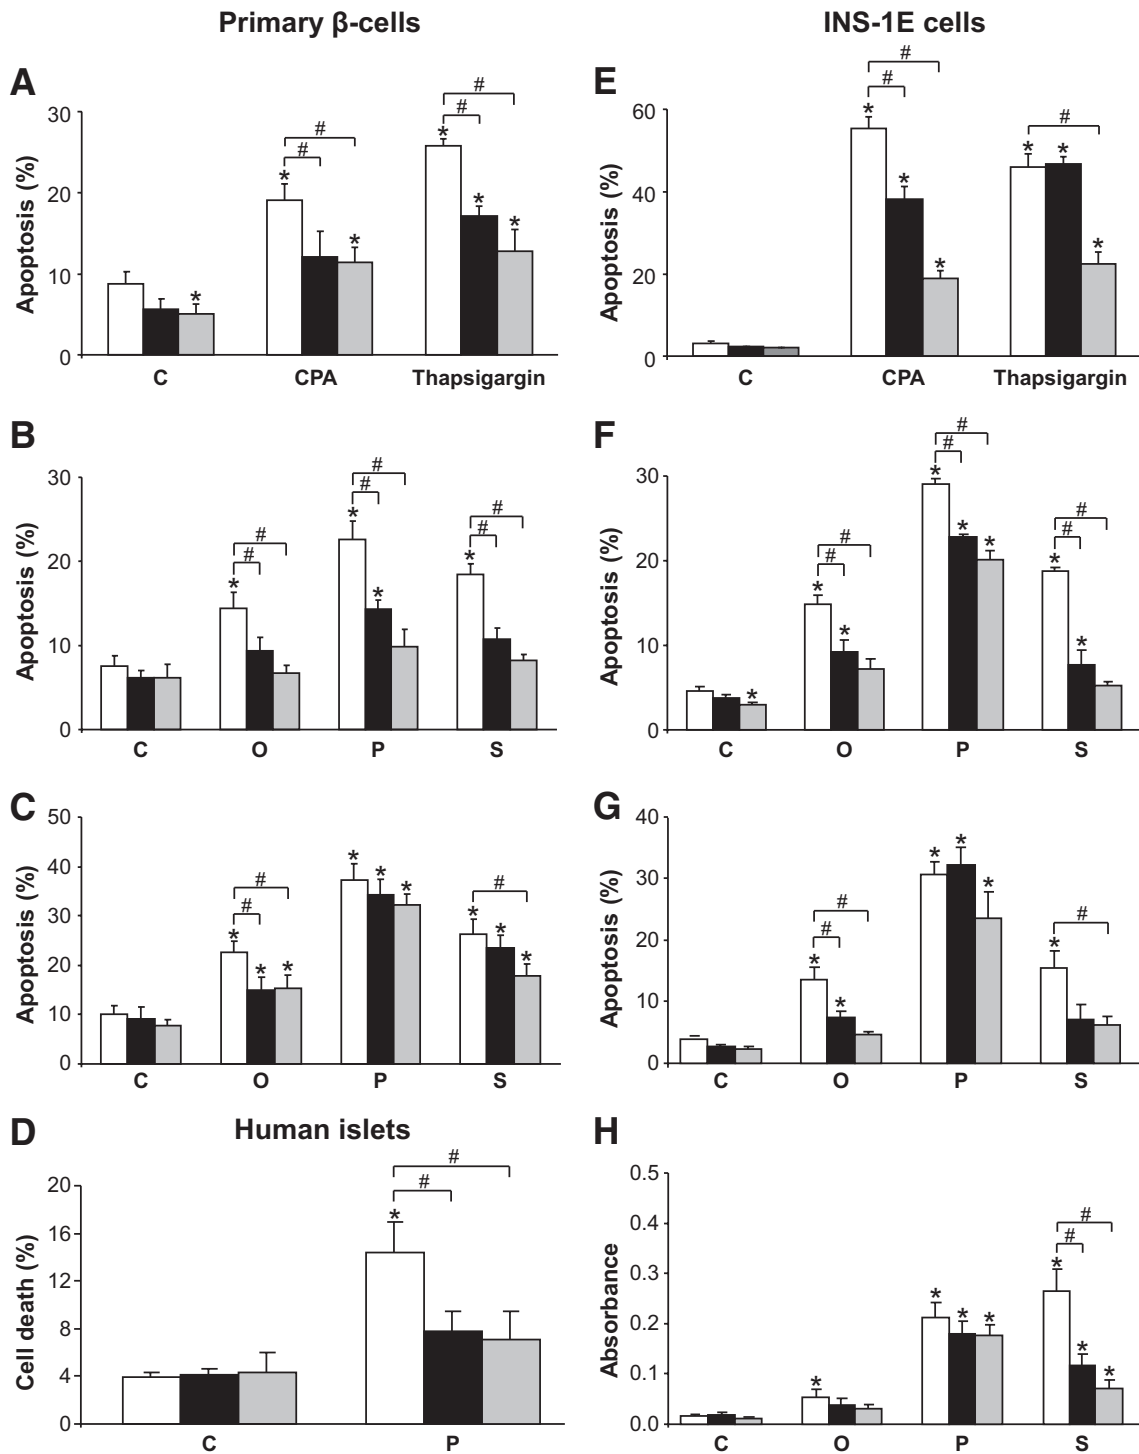 Primary β-cells
INS-1E cells
A
Apoptosis (%)
30
20
10
0
*
*
*
*
*
*
#
#
#
#
C
CPA
Thapsigargin
E
Apoptosis (%)
60
40
20
0
*
*
*
*
*
*
#
#
#
C
CPA
Thapsigargin
B
Apoptosis (%)
30
20
10
0
*
*
*
*
#
#
#
#
#
#
C
O
P
S
F
Apoptosis (%)
30
20
10
0
*
*
*
*
*
*
*
*
#
#
#
#
#
#
C
O
P
S
C
Apoptosis (%)
50
40
30
20
10
0
*
*
*
*
*
*
*
*
*
#
#
#
C
O
P
S
G
Apoptosis (%)
40
30
20
10
0
*
*
*
*
*
*
#
#
#
C
O
P
S
D
Human islets
Cell death (%)
20
16
12
8
4
0
*
#
#
C
P
H
Absorbance
0.5
0.4
0.3
0.2
0.1
0.0
*
*
*
*
*
*
*
#
#
C
O
P
S